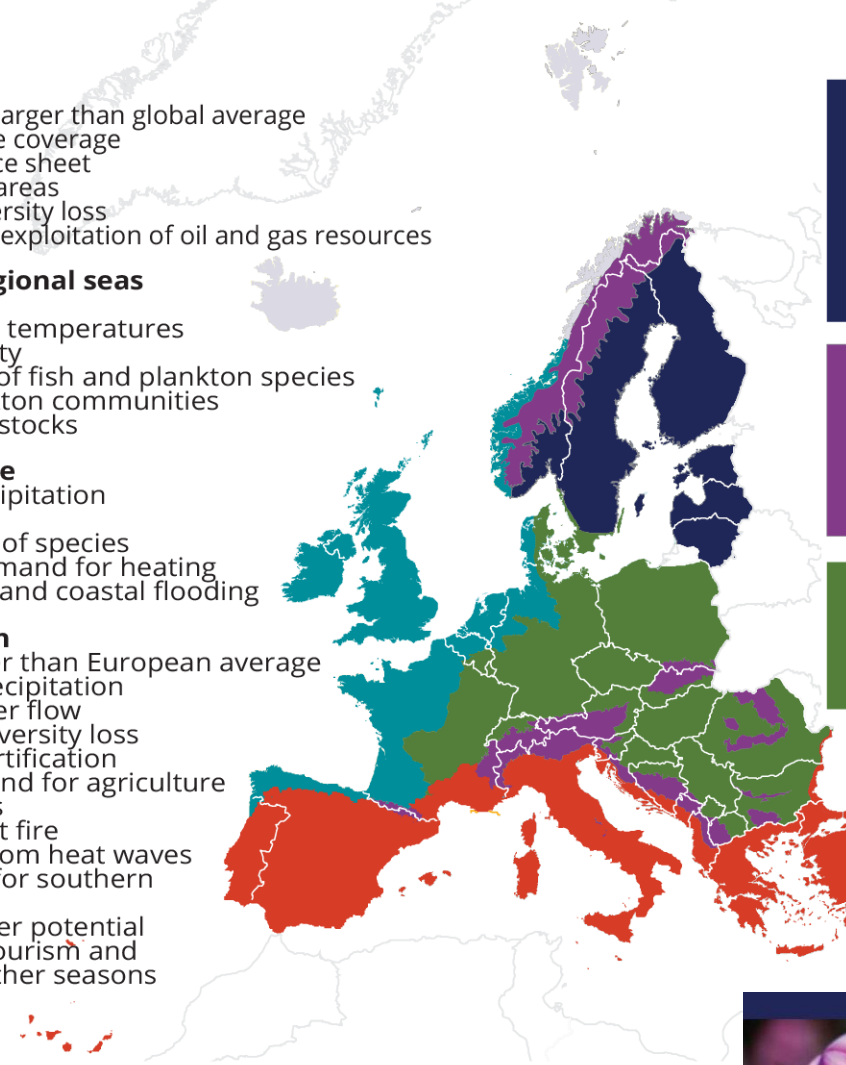 arger than global average
e coverage
ce sheet
areas
ersity loss
exploitation of oil and gas resources
gional seas
temperatures
ty
of fish and plankton species
ton communities
stocks
e
ipitation
of species
mand for heating
and coastal flooding
n
r than European average
ecipitation
er flow
versity loss
rtification
nd for agriculture
s
t fire
om heat waves
for southern
er potential
ourism and
ther seasons